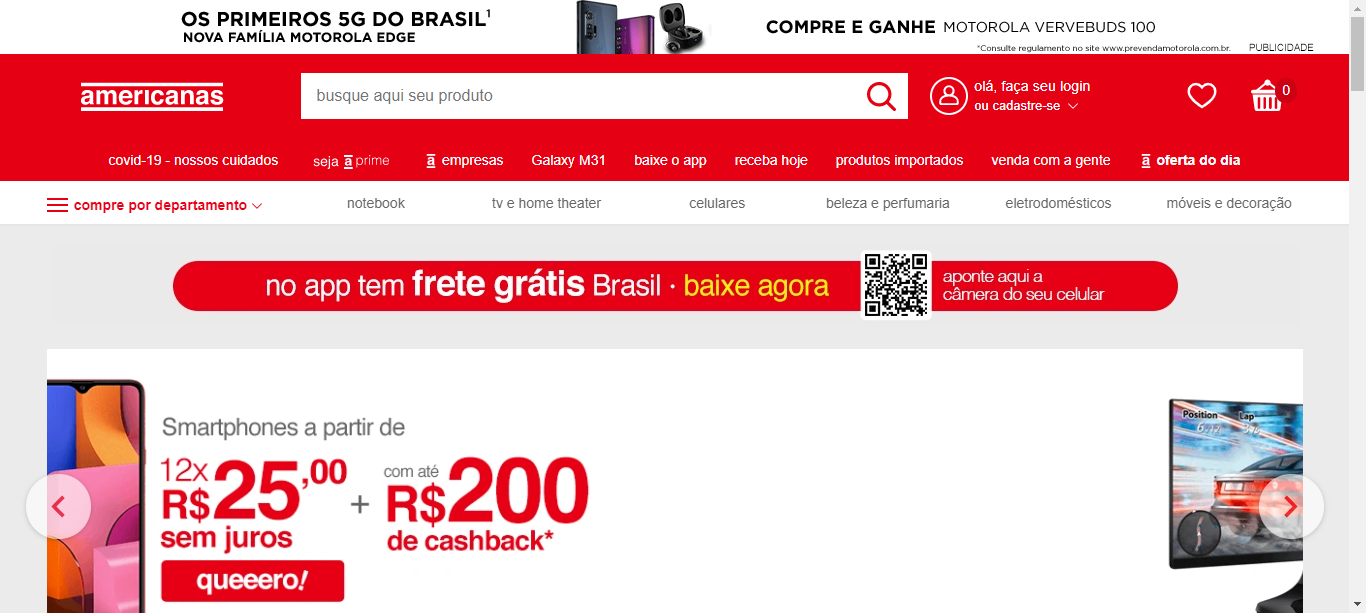 OS PRIMEIROS 5G DO BRASIL¹
NOVA FAMÍLIA MOTOROLA EDGE
COMPRE E GANHE MOTOROLA VERVEBUDS 100
*Consulte regulamento no site www.prevendamotorola.com.br.
PUBLICIDADE
americanas
busque aqui seu produto
olá, faça seu login
ou cadastre-se
0
covid-19 - nossos cuidados
seja a prime
a empresas
Galaxy M31
baixe o app
receba hoje
produtos importados
venda com a gente
a oferta do dia
compre por departamento
notebook
tv e home theater
celulares
beleza e perfumaria
eletrodomésticos
móveis e decoração
no app tem frete grátis Brasil · baixe agora
aponte aqui a
câmera do seu celular
Smartphones a partir de
12x
R$25,00
sem juros
+
com até
R$200
de cashback*
queeero!
Position
Lap